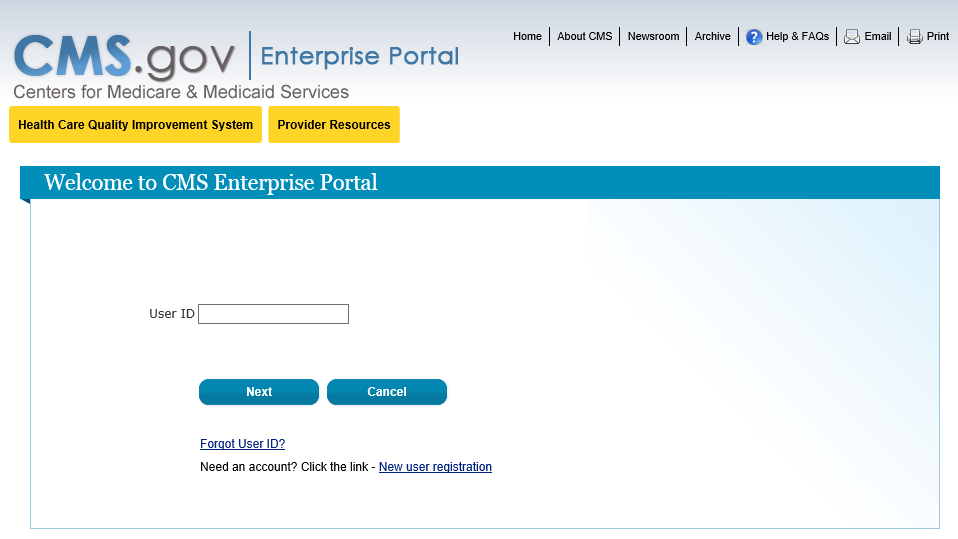 CMS.gov Enterprise Portal
Centers for Medicare & Medicaid Services
Home About CMS Newsroom Archive Help & FAQs Email Print
Health Care Quality Improvement System Provider Resources
Welcome to CMS Enterprise Portal
User ID
Next Cancel
Forgot User ID?
Need an account? Click the link - New user registration